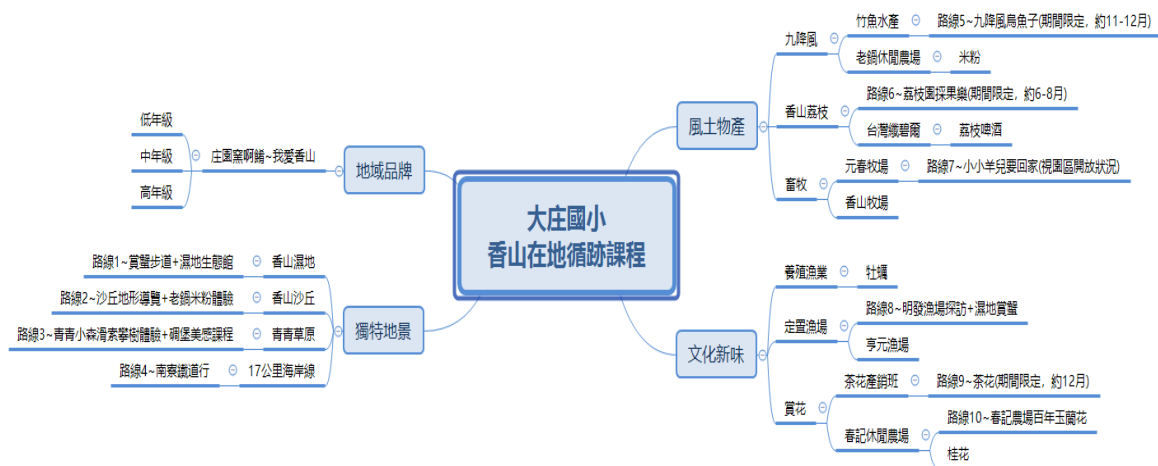 大庄國小
香山在地循跡課程
風土物產
九降風
竹魚水產
路線5~九降風烏魚子(期間限定，約11-12月)
老鍋休閒農場
米粉
香山荔枝
路線6~荔枝園採果樂(期間限定，約6-8月)
台灣纖碧爾
荔枝啤酒
畜牧
元春牧場
路線7~小小羊兒要回家(視園區開放狀況)
香山牧場
文化新味
養殖漁業
牡蠣
定置漁場
路線8~明發漁場探訪+濕地賞蟹
亨元漁場
賞花
茶花產銷班
路線9~茶花(期間限定，約12月)
春記休閒農場
路線10~春記農場百年玉蘭花
桂花
地域品牌
庄園窯啊餚~我愛香山
低年級
中年級
高年級
獨特地景
香山濕地
路線1~賞蟹步道+濕地生態館
香山沙丘
路線2~沙丘地形導覽+老鍋米粉體驗
青青草原
路線3~青青小森滑索攀樹體驗+碉堡美感課程
17公里海岸線
路線4~南寮鐵道行